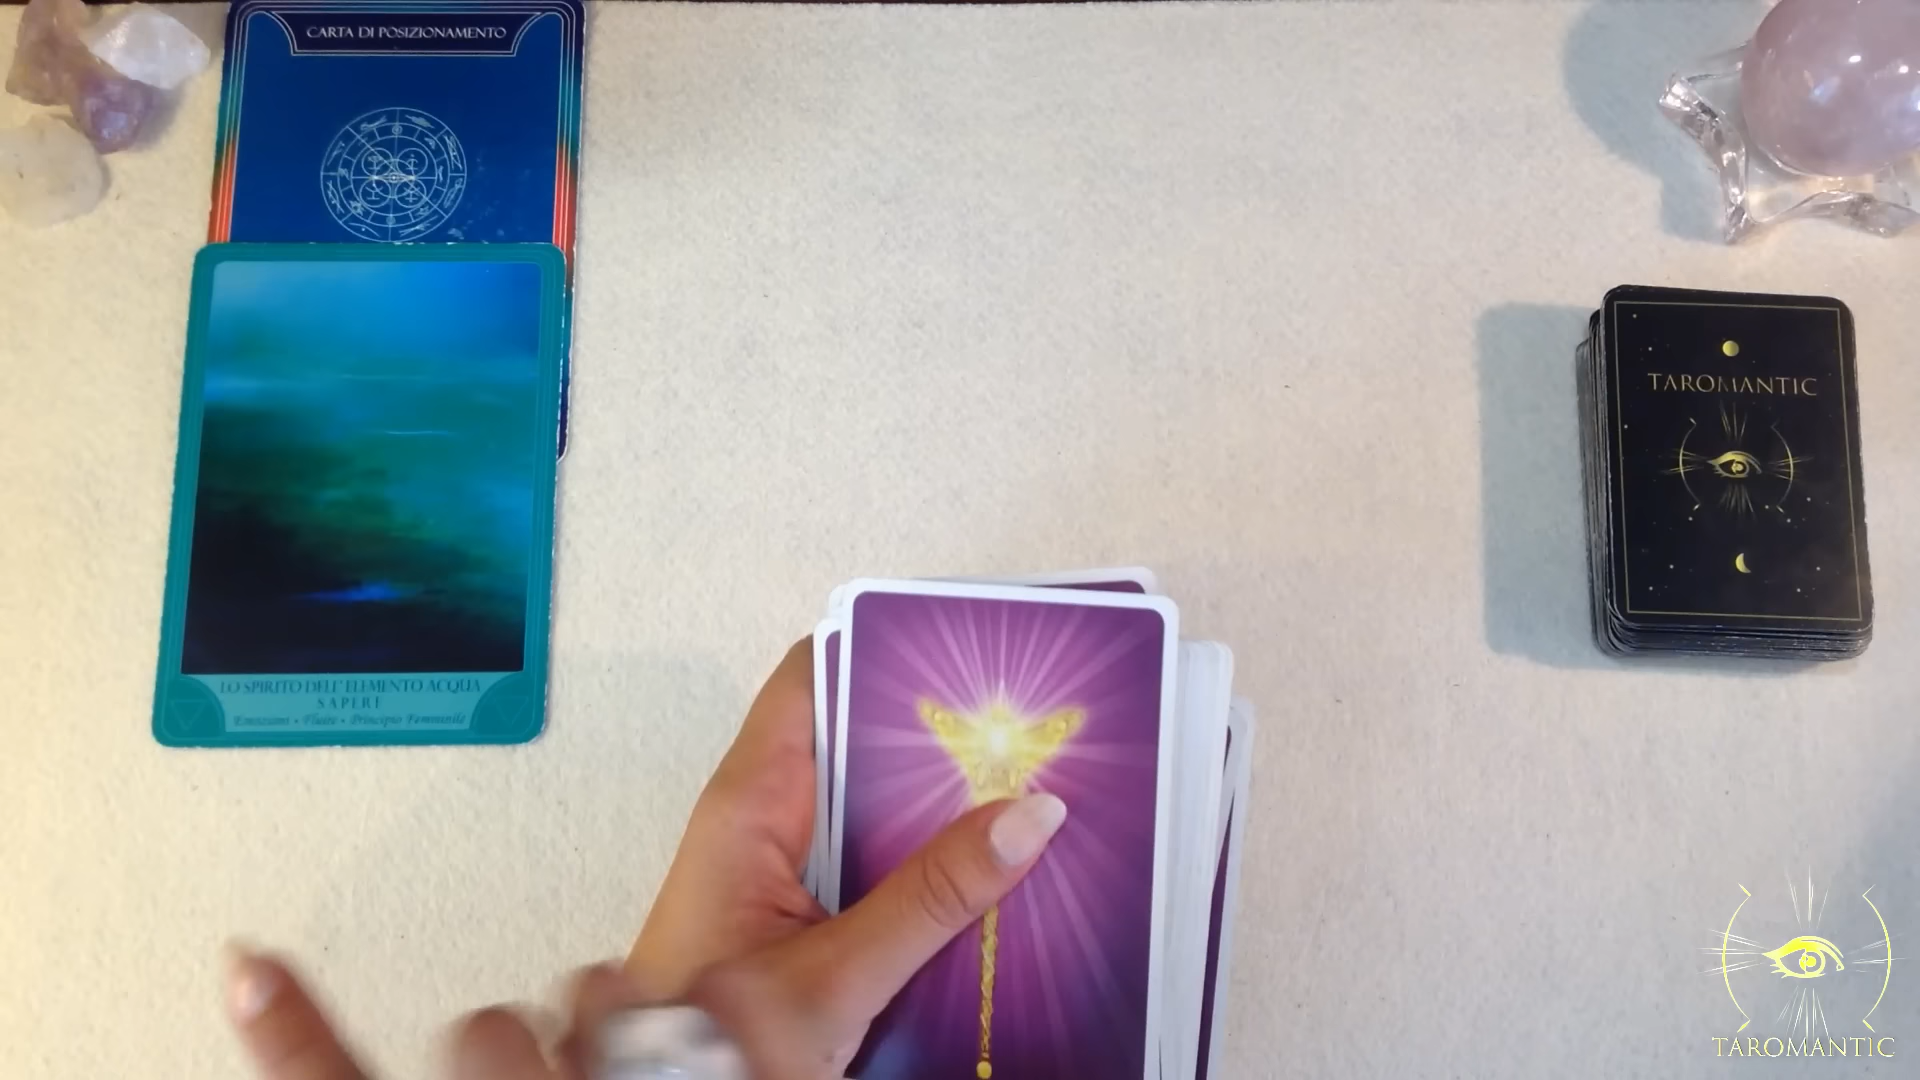 CARTA DI POSIZIONAMENTO
TAROMANTIC
LO SPIRITO DELL' ELEMENTO ACQUA
SAPERE
Emozioni • Fluire • Principio Femminile
TAROMANTIC